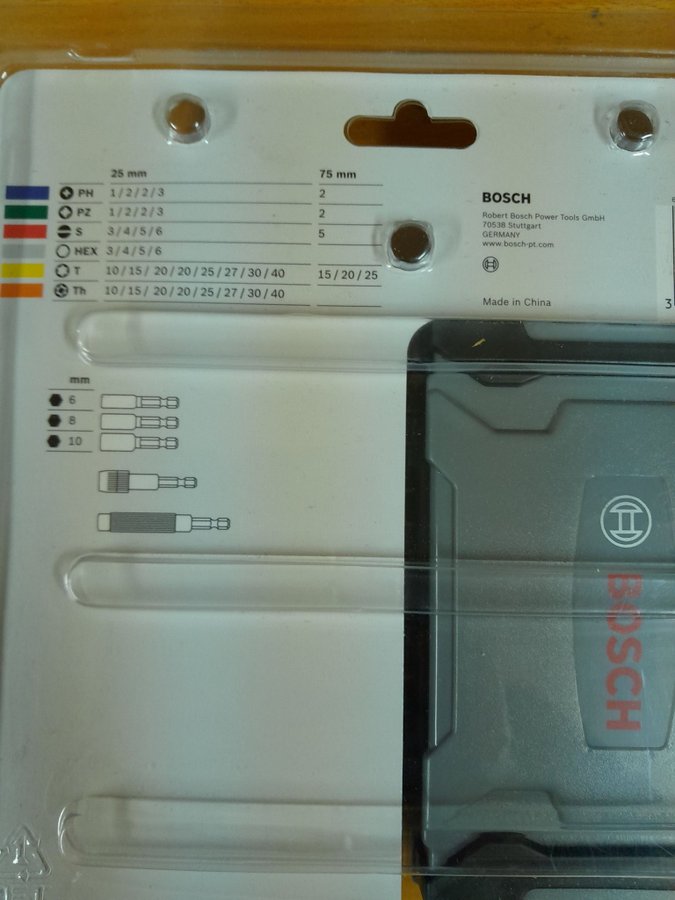 25 mm 75 mm
PH 1 / 2 / 2 / 3 2
PZ 1 / 2 / 2 / 3 2
S 3 / 4 / 5 / 6 5
HEX 3 / 4 / 5 / 6
T 10 / 15 / 20 / 20 / 25 / 27 / 30 / 40 15 / 20 / 25
Th 10 / 15 / 20 / 20 / 25 / 27 / 30 / 40
BOSCH
Robert Bosch Power Tools GmbH
70538 Stuttgart
GERMANY
www.bosch-pt.com
Made in China
3
mm
6
8
10
BOSCH